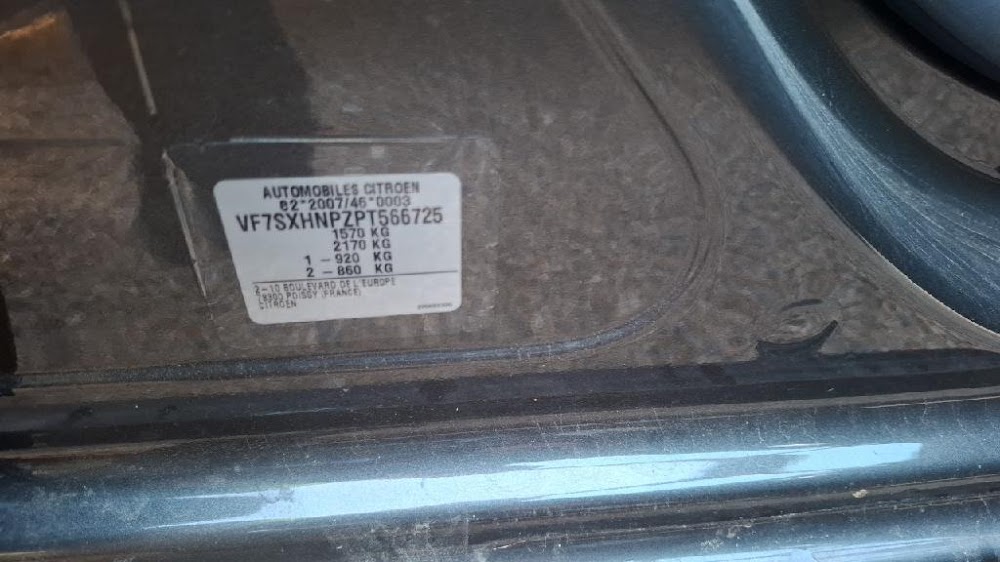 AUTOMOBILES CITROEN
e2*2007/46*0003
VF7SXHNPZPT566725
1570 KG
2170 KG
1 - 920 KG
2 - 860 KG
2-10 BOULEVARD DE L'EUROPE
POISSY (FRANCE)
CITROEN